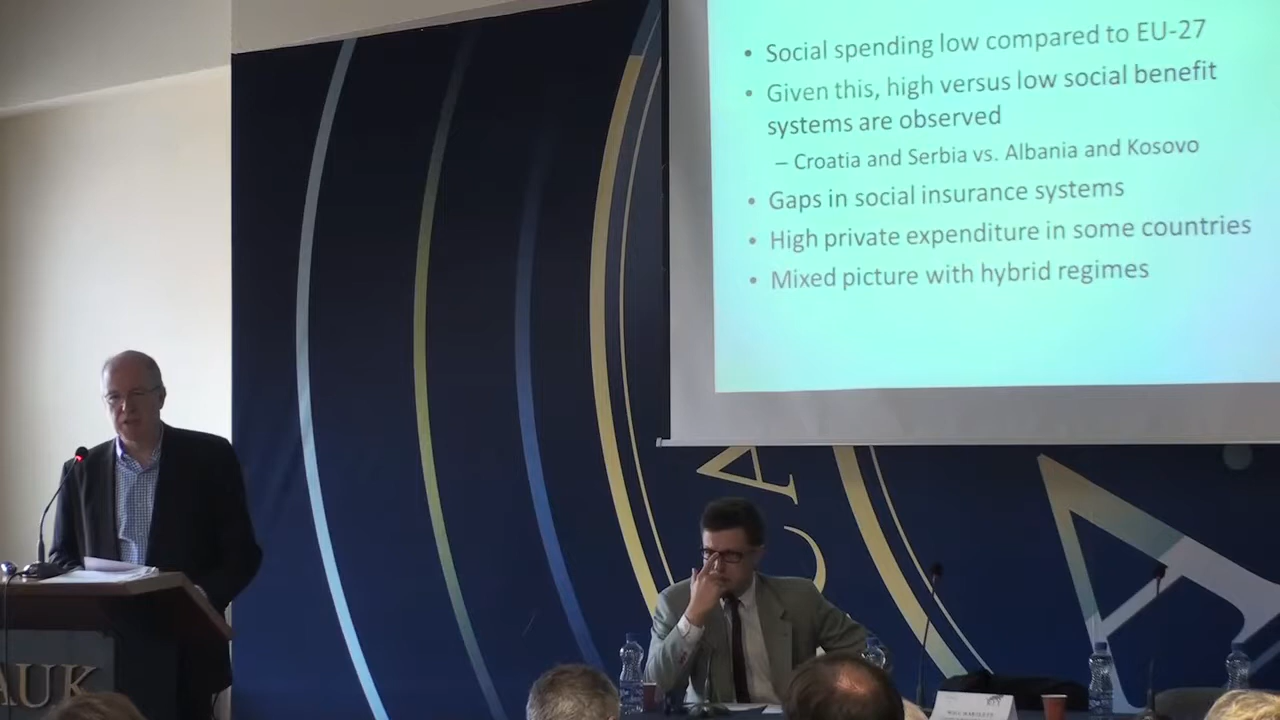 • Social spending low compared to EU-27
• Given this, high versus low social benefit
systems are observed
– Croatia and Serbia vs. Albania and Kosovo
• Gaps in social insurance systems
• High private expenditure in some countries
• Mixed picture with hybrid regimes
CA
A
AUK